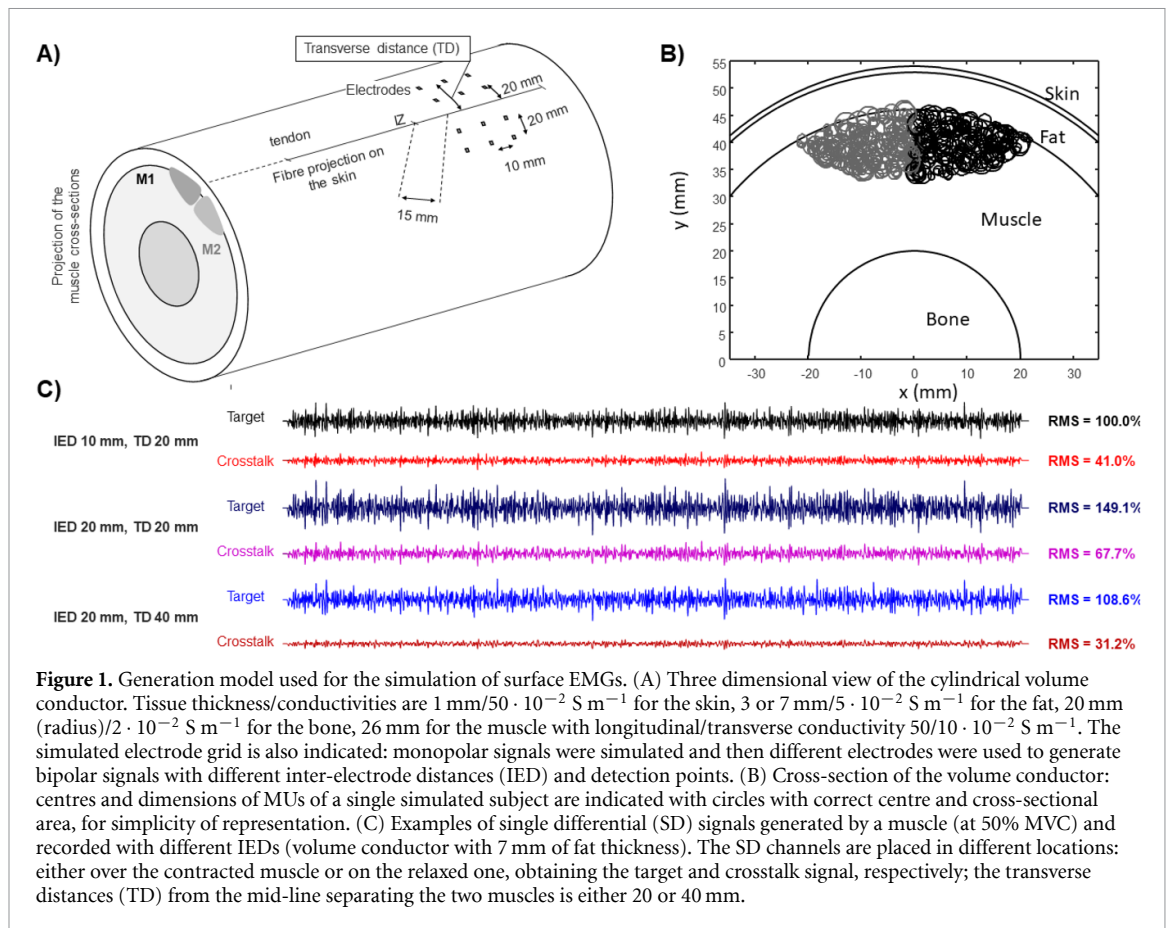 A)
Transverse distance (TD)
Electrodes
20 mm
20 mm
10 mm
IZ
tendon
Fibre projection on
the skin
15 mm
M1
M2
Projection of the
muscle cross-sections
B)
55
50
45
40
35
30
25
20
15
10
5
0
y (mm)
Skin
Fat
Muscle
Bone
-30
-20
-10
0
10
20
30
x (mm)
C)
Target
RMS = 100.0%
IED 10 mm, TD 20 mm
Crosstalk
RMS = 41.0%
Target
RMS = 149.1%
IED 20 mm, TD 20 mm
Crosstalk
RMS = 67.7%
Target
RMS = 108.6%
IED 20 mm, TD 40 mm
Crosstalk
RMS = 31.2%
Figure 1. Generation model used for the simulation of surface EMGs. (A) Three dimensional view of the cylindrical volume
conductor. Tissue thickness/conductivities are 1 mm/50 · 10⁻² S m⁻¹ for the skin, 3 or 7 mm/5 · 10⁻² S m⁻¹ for the fat, 20 mm
(radius)/2 · 10⁻² S m⁻¹ for the bone, 26 mm for the muscle with longitudinal/transverse conductivity 50/10 · 10⁻² S m⁻¹. The
simulated electrode grid is also indicated: monopolar signals were simulated and then different electrodes were used to generate
bipolar signals with different inter-electrode distances (IED) and detection points. (B) Cross-section of the volume conductor:
centres and dimensions of MUs of a single simulated subject are indicated with circles with correct centre and cross-sectional
area, for simplicity of representation. (C) Examples of single differential (SD) signals generated by a muscle (at 50% MVC) and
recorded with different IEDs (volume conductor with 7 mm of fat thickness). The SD channels are placed in different locations:
either over the contracted muscle or on the relaxed one, obtaining the target and crosstalk signal, respectively; the transverse
distances (TD) from the mid-line separating the two muscles is either 20 or 40 mm.